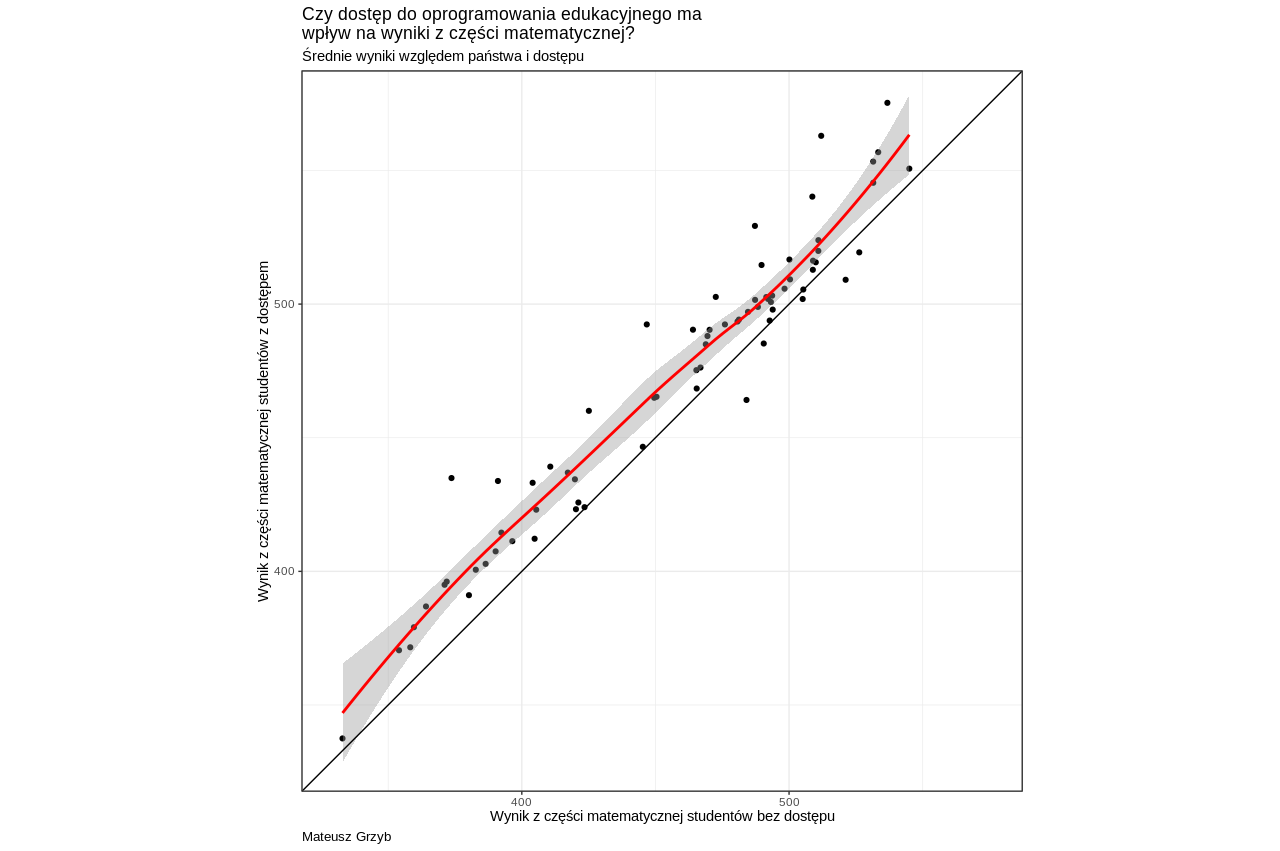 Czy dostęp do oprogramowania edukacyjnego ma
wpływ na wyniki z części matematycznej?
Średnie wyniki względem państwa i dostępu
Wynik z części matematycznej studentów z dostępem
500
400
400
500
Wynik z części matematycznej studentów bez dostępu
Mateusz Grzyb